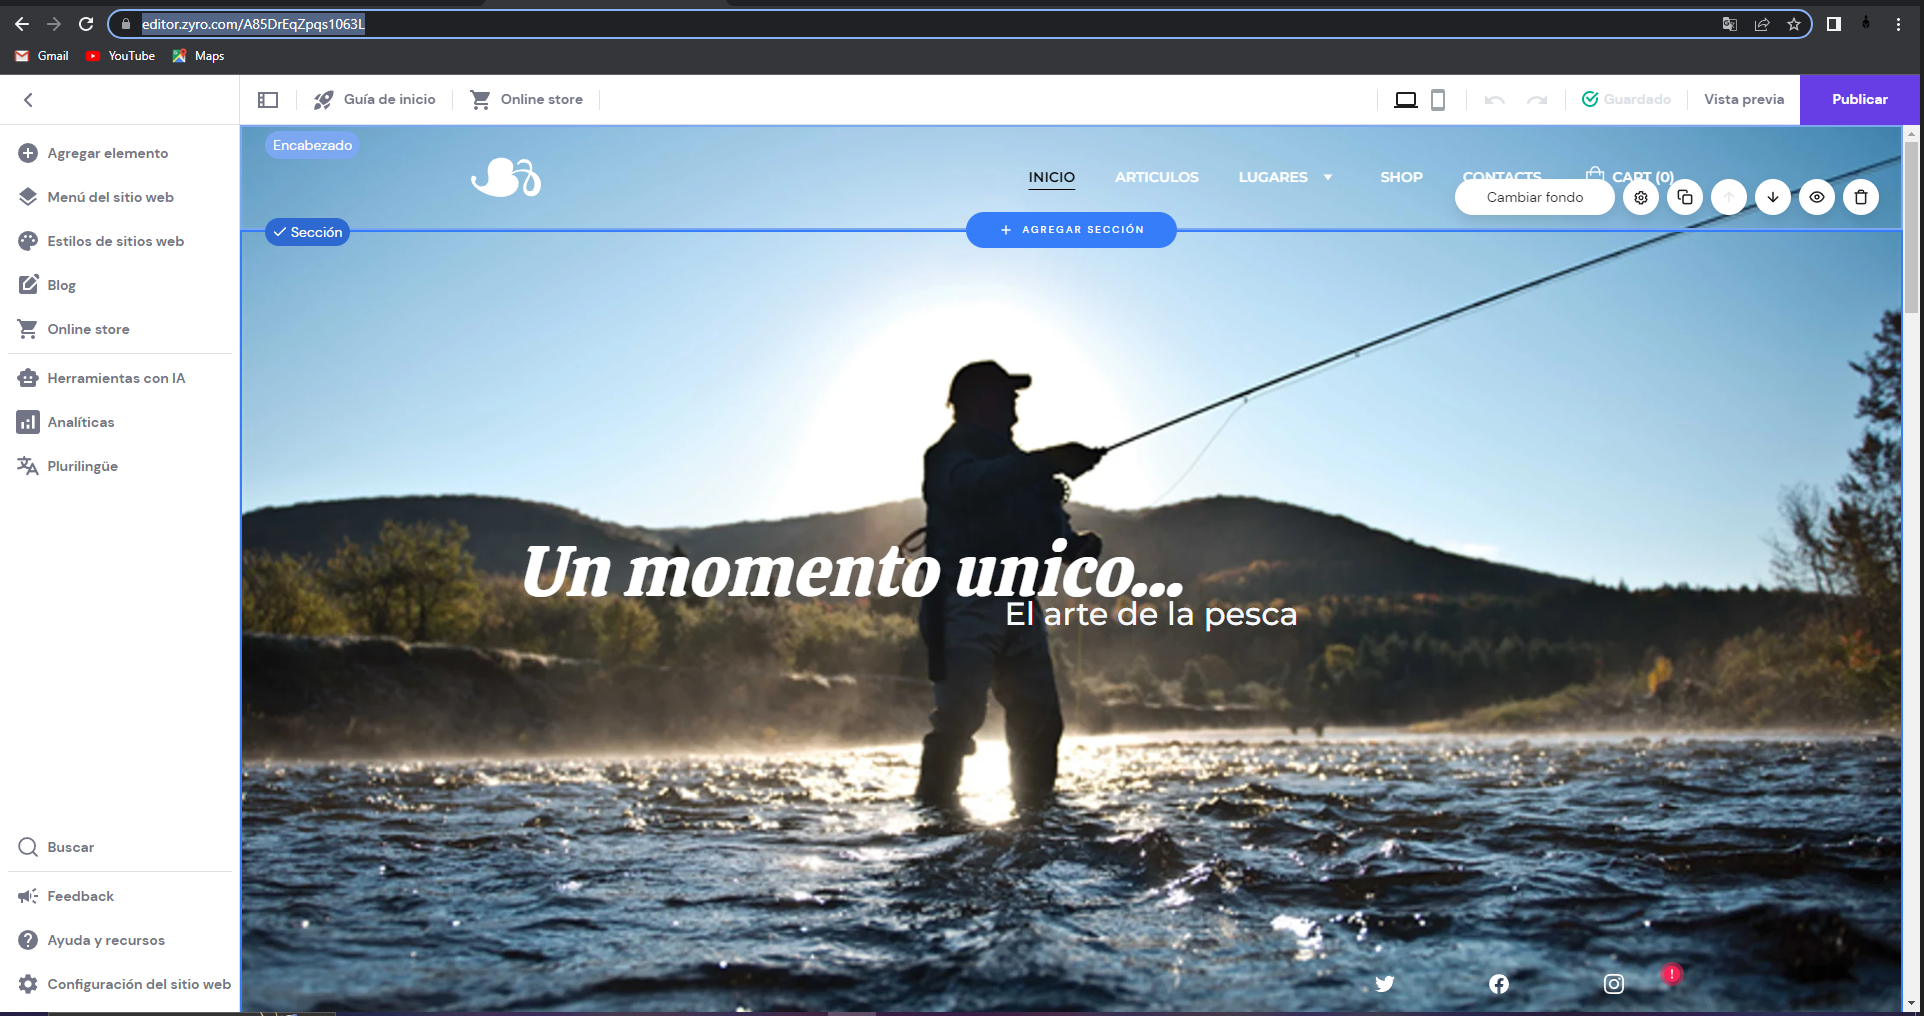 editor.zyro.com/A85DrEqZpqs1063L
Gmail YouTube Maps
Guía de inicio Online store Guardado Vista previa Publicar
Agregar elemento
Menú del sitio web
Estilos de sitios web
Blog
Online store
Herramientas con IA
Analíticas
Plurilingüe
Buscar
Feedback
Ayuda y recursos
Configuración del sitio web
Encabezado
INICIO ARTICULOS LUGARES SHOP CONTACTS CART (0)
Cambiar fondo
Sección
AGREGAR SECCIÓN
Un momento unico...
El arte de la pesca